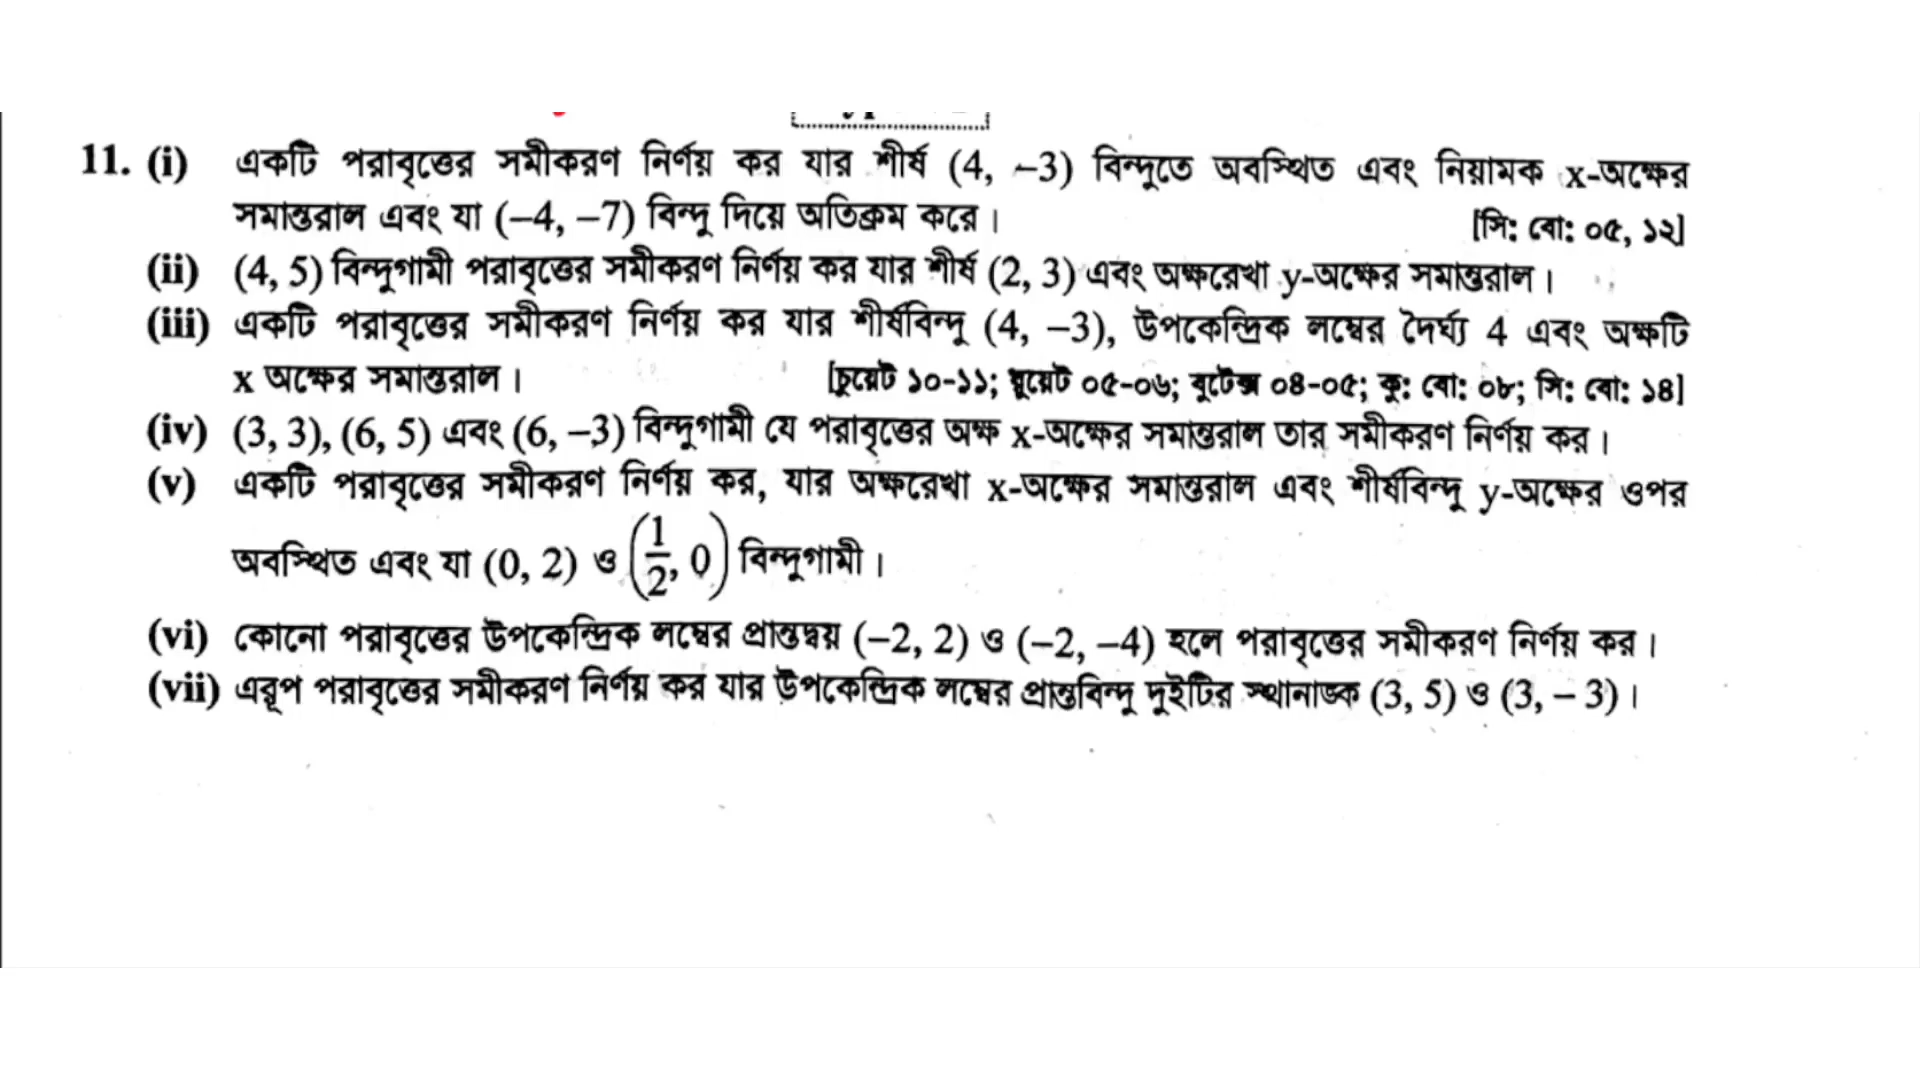 11. (i) একটি পরাবৃত্তের সমীকরণ নির্ণয় কর যার শীর্ষ (4, –3) বিন্দুতে অবস্থিত এবং নিয়ামক x-অক্ষের
সমান্তরাল এবং যা (–4, –7) বিন্দু দিয়ে অতিক্রম করে। [সি: বো: ০৫, ১২]
(ii) (4, 5) বিন্দুগামী পরাবৃত্তের সমীকরণ নির্ণয় কর যার শীর্ষ (2, 3) এবং অক্ষরেখা y-অক্ষের সমান্তরাল।
(iii) একটি পরাবৃত্তের সমীকরণ নির্ণয় কর যার শীর্ষবিন্দু (4, –3), উপকেন্দ্রিক লম্বের দৈর্ঘ্য 4 এবং অক্ষটি
x অক্ষের সমান্তরাল। [চুয়েট ১০-১১; ঘুয়েট ০৫-০৬; বুটেক্স ০৪-০৫; কু: বো: ০৮; সি: বো: ১৪]
(iv) (3, 3), (6, 5) এবং (6, –3) বিন্দুগামী যে পরাবৃত্তের অক্ষ x-অক্ষের সমান্তরাল তার সমীকরণ নির্ণয় কর।
(v) একটি পরাবৃত্তের সমীকরণ নির্ণয় কর, যার অক্ষরেখা x-অক্ষের সমান্তরাল এবং শীর্ষবিন্দু y-অক্ষের ওপর
অবস্থিত এবং যা (0, 2) ও (1/2, 0) বিন্দুগামী।
(vi) কোনো পরাবৃত্তের উপকেন্দ্রিক লম্বের প্রান্তদ্বয় (–2, 2) ও (–2, –4) হলে পরাবৃত্তের সমীকরণ নির্ণয় কর।
(vii) এরূপ পরাবৃত্তের সমীকরণ নির্ণয় কর যার উপকেন্দ্রিক লম্বের প্রান্তবিন্দু দুইটির স্থানাঙ্ক (3, 5) ও (3, – 3)।